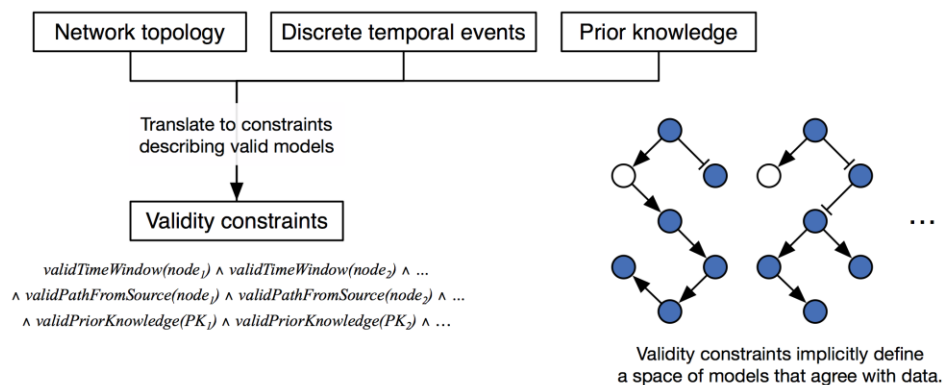 Network topology
Discrete temporal events
Prior knowledge
Translate to constraints
describing valid models
Validity constraints
validTimeWindow(node₁) ∧ validTimeWindow(node₂) ∧ ...
∧ validPathFromSource(node₁) ∧ validPathFromSource(node₂) ∧ ...
∧ validPriorKnowledge(PK₁) ∧ validPriorKnowledge(PK₂) ∧ ...
...
Validity constraints implicitly define
a space of models that agree with data.